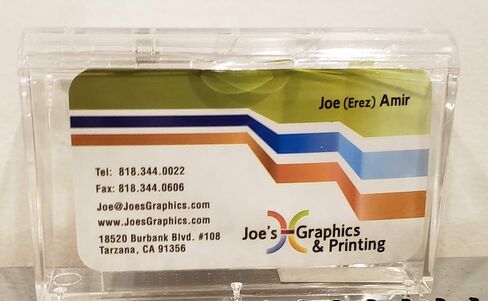 Joe (Erez) Amir
Tel: 818.344.0022
Fax: 818.344.0606
Joe@JoesGraphics.com
www.JoesGraphics.com
18520 Burbank Blvd. #108
Tarzana, CA 91356
Joe's Graphics
& Printing